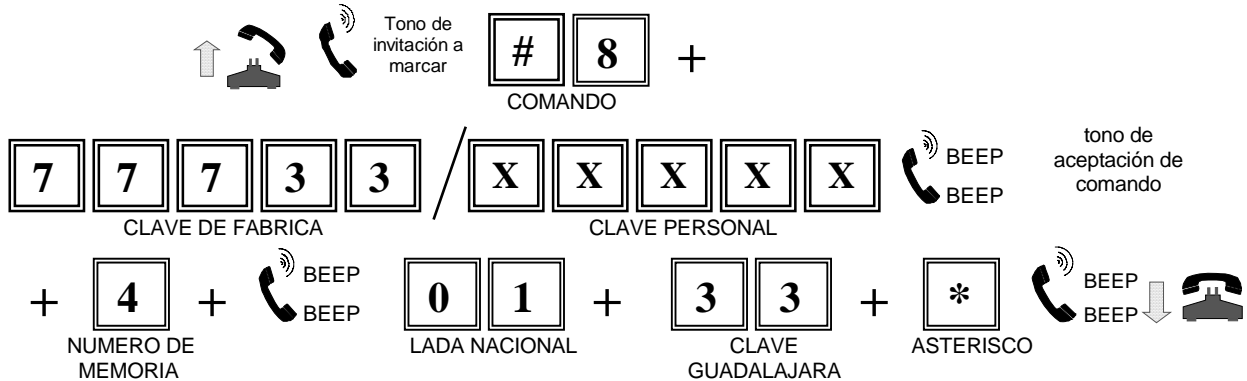 Tono de
invitación a
marcar
# 8 +
COMANDO
7 7 7 3 3 / X X X X X
BEEP
BEEP
tono de
aceptación de
comando
CLAVE DE FABRICA
CLAVE PERSONAL
+ 4 +
BEEP
BEEP
0 1 + 3 3 + *
BEEP
BEEP
NUMERO DE
MEMORIA
LADA NACIONAL
CLAVE
GUADALAJARA
ASTERISCO